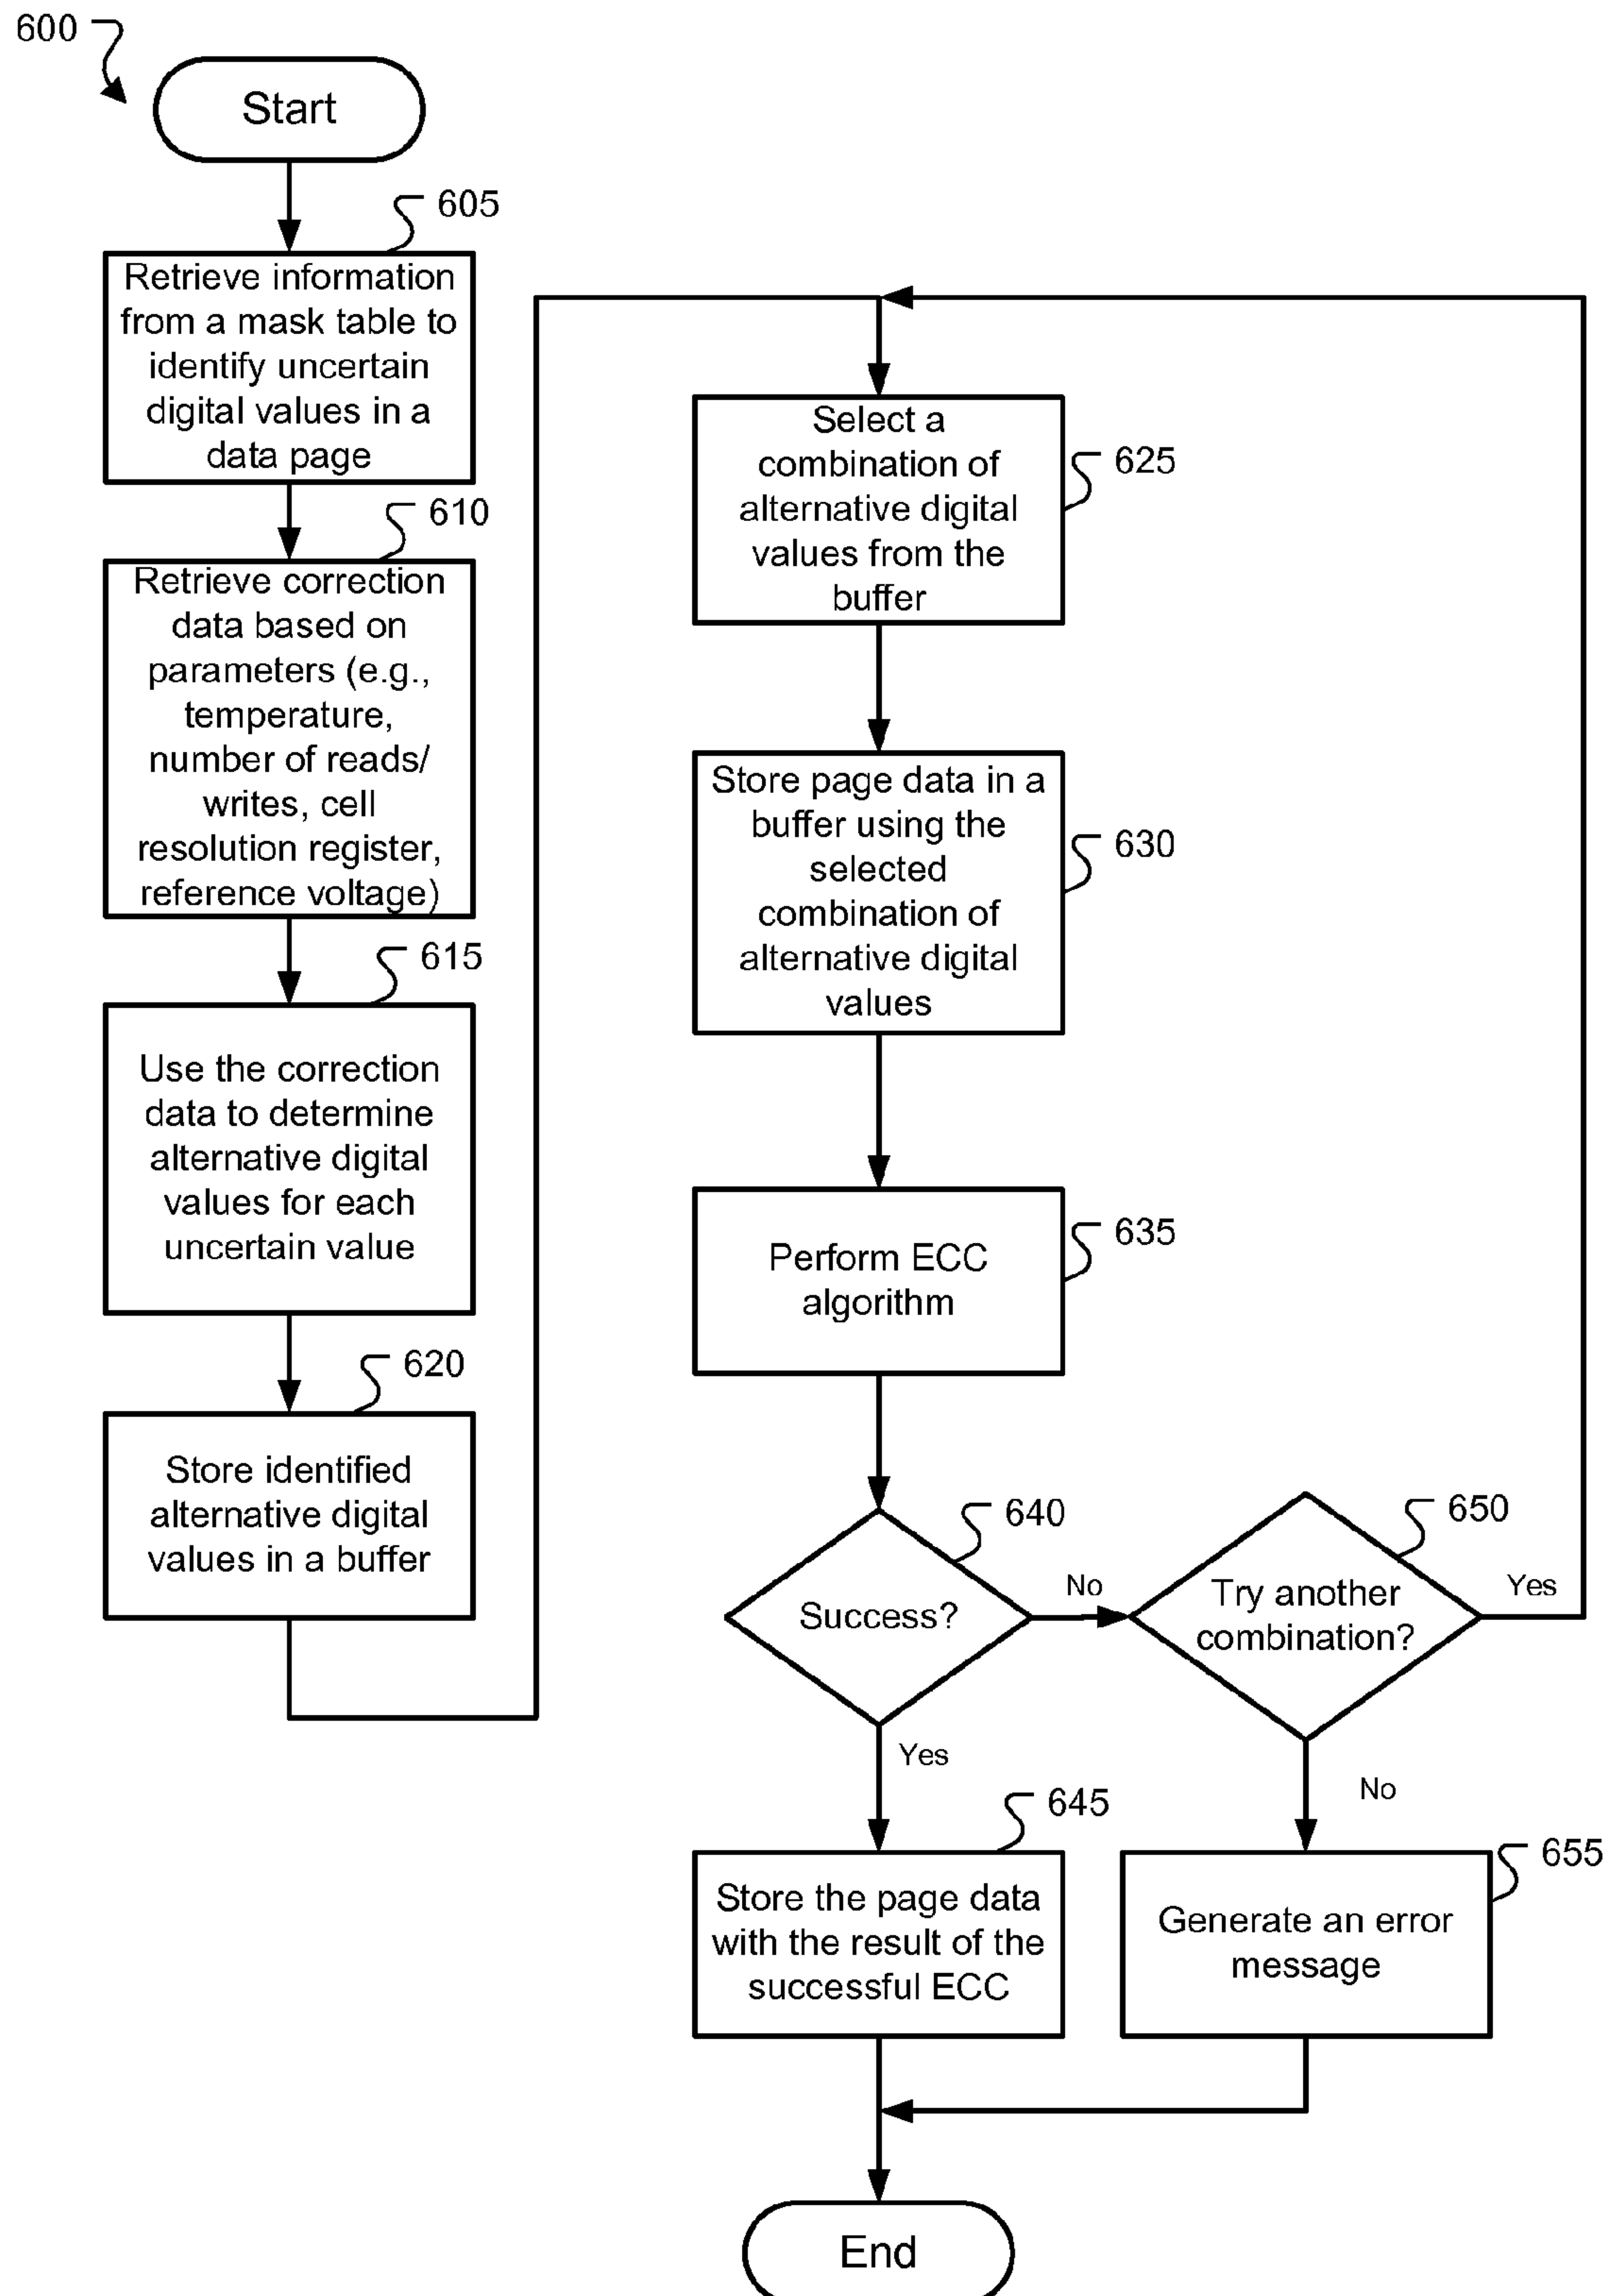 600
Start
605
Retrieve information
from a mask table to
identify uncertain
digital values in a
data page
610
Retrieve correction
data based on
parameters (e.g.,
temperature,
number of reads/
writes, cell
resolution register,
reference voltage)
615
Use the correction
data to determine
alternative digital
values for each
uncertain value
620
Store identified
alternative digital
values in a buffer
Select a
combination of
alternative digital
values from the
buffer
625
Store page data in a
buffer using the
selected
combination of
alternative digital
values
630
Perform ECC
algorithm
635
640
Success?
No
Yes
650
Try another
combination?
Yes
No
645
Store the page data
with the result of the
successful ECC
655
Generate an error
message
End